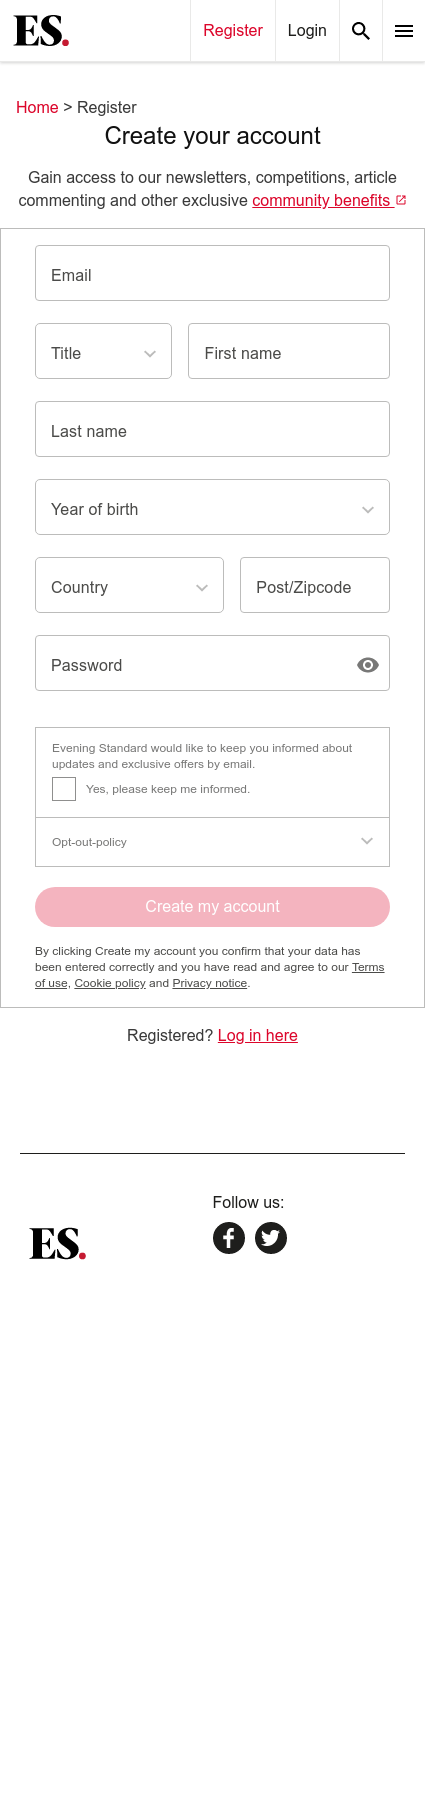 ES.
Register
Login
Home > Register
Create your account
Gain access to our newsletters, competitions, article
commenting and other exclusive community benefits
Email
Title
First name
Last name
Year of birth
Country
Post/Zipcode
Password
Evening Standard would like to keep you informed about
updates and exclusive offers by email.
Yes, please keep me informed.
Opt-out-policy
Create my account
By clicking Create my account you confirm that your data has
been entered correctly and you have read and agree to our Terms
of use, Cookie policy and Privacy notice.
Registered? Log in here
Follow us:
ES.